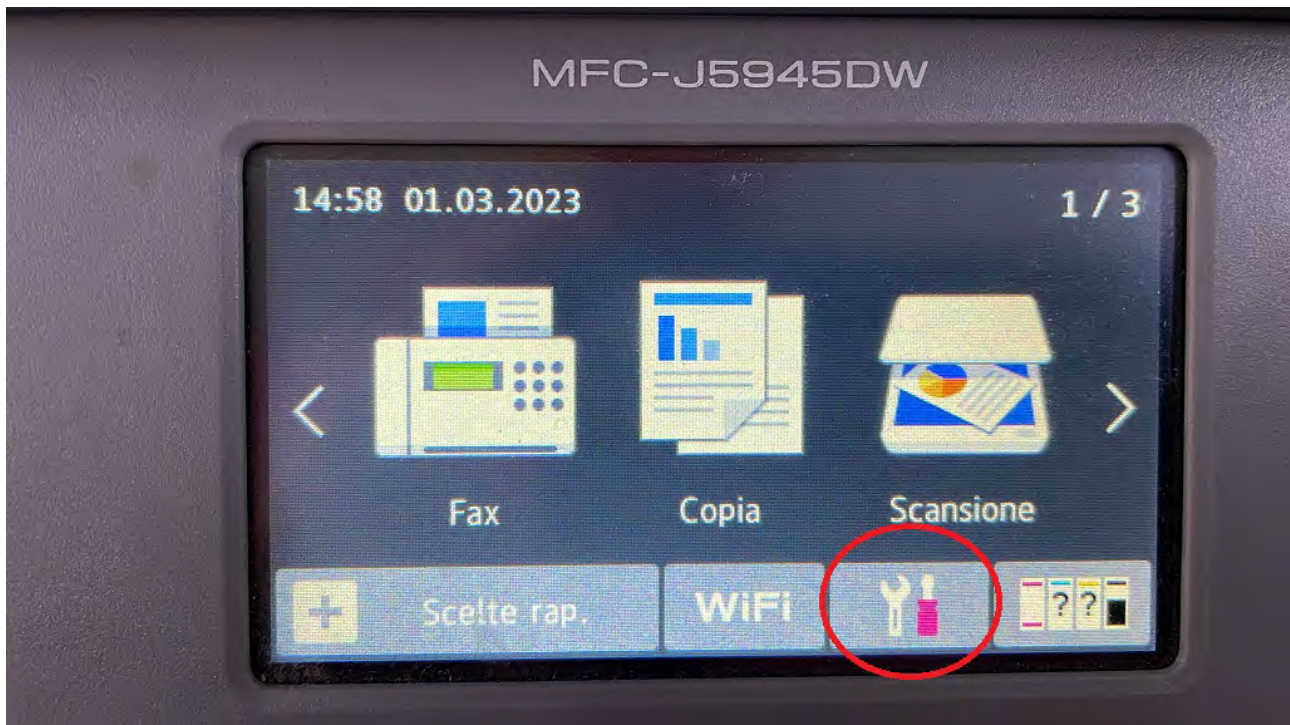 MFC-J5945DW
14:58 01.03.2023 1 / 3
Fax Copia Scansione
+ Scelte rap. WiFi ? ?